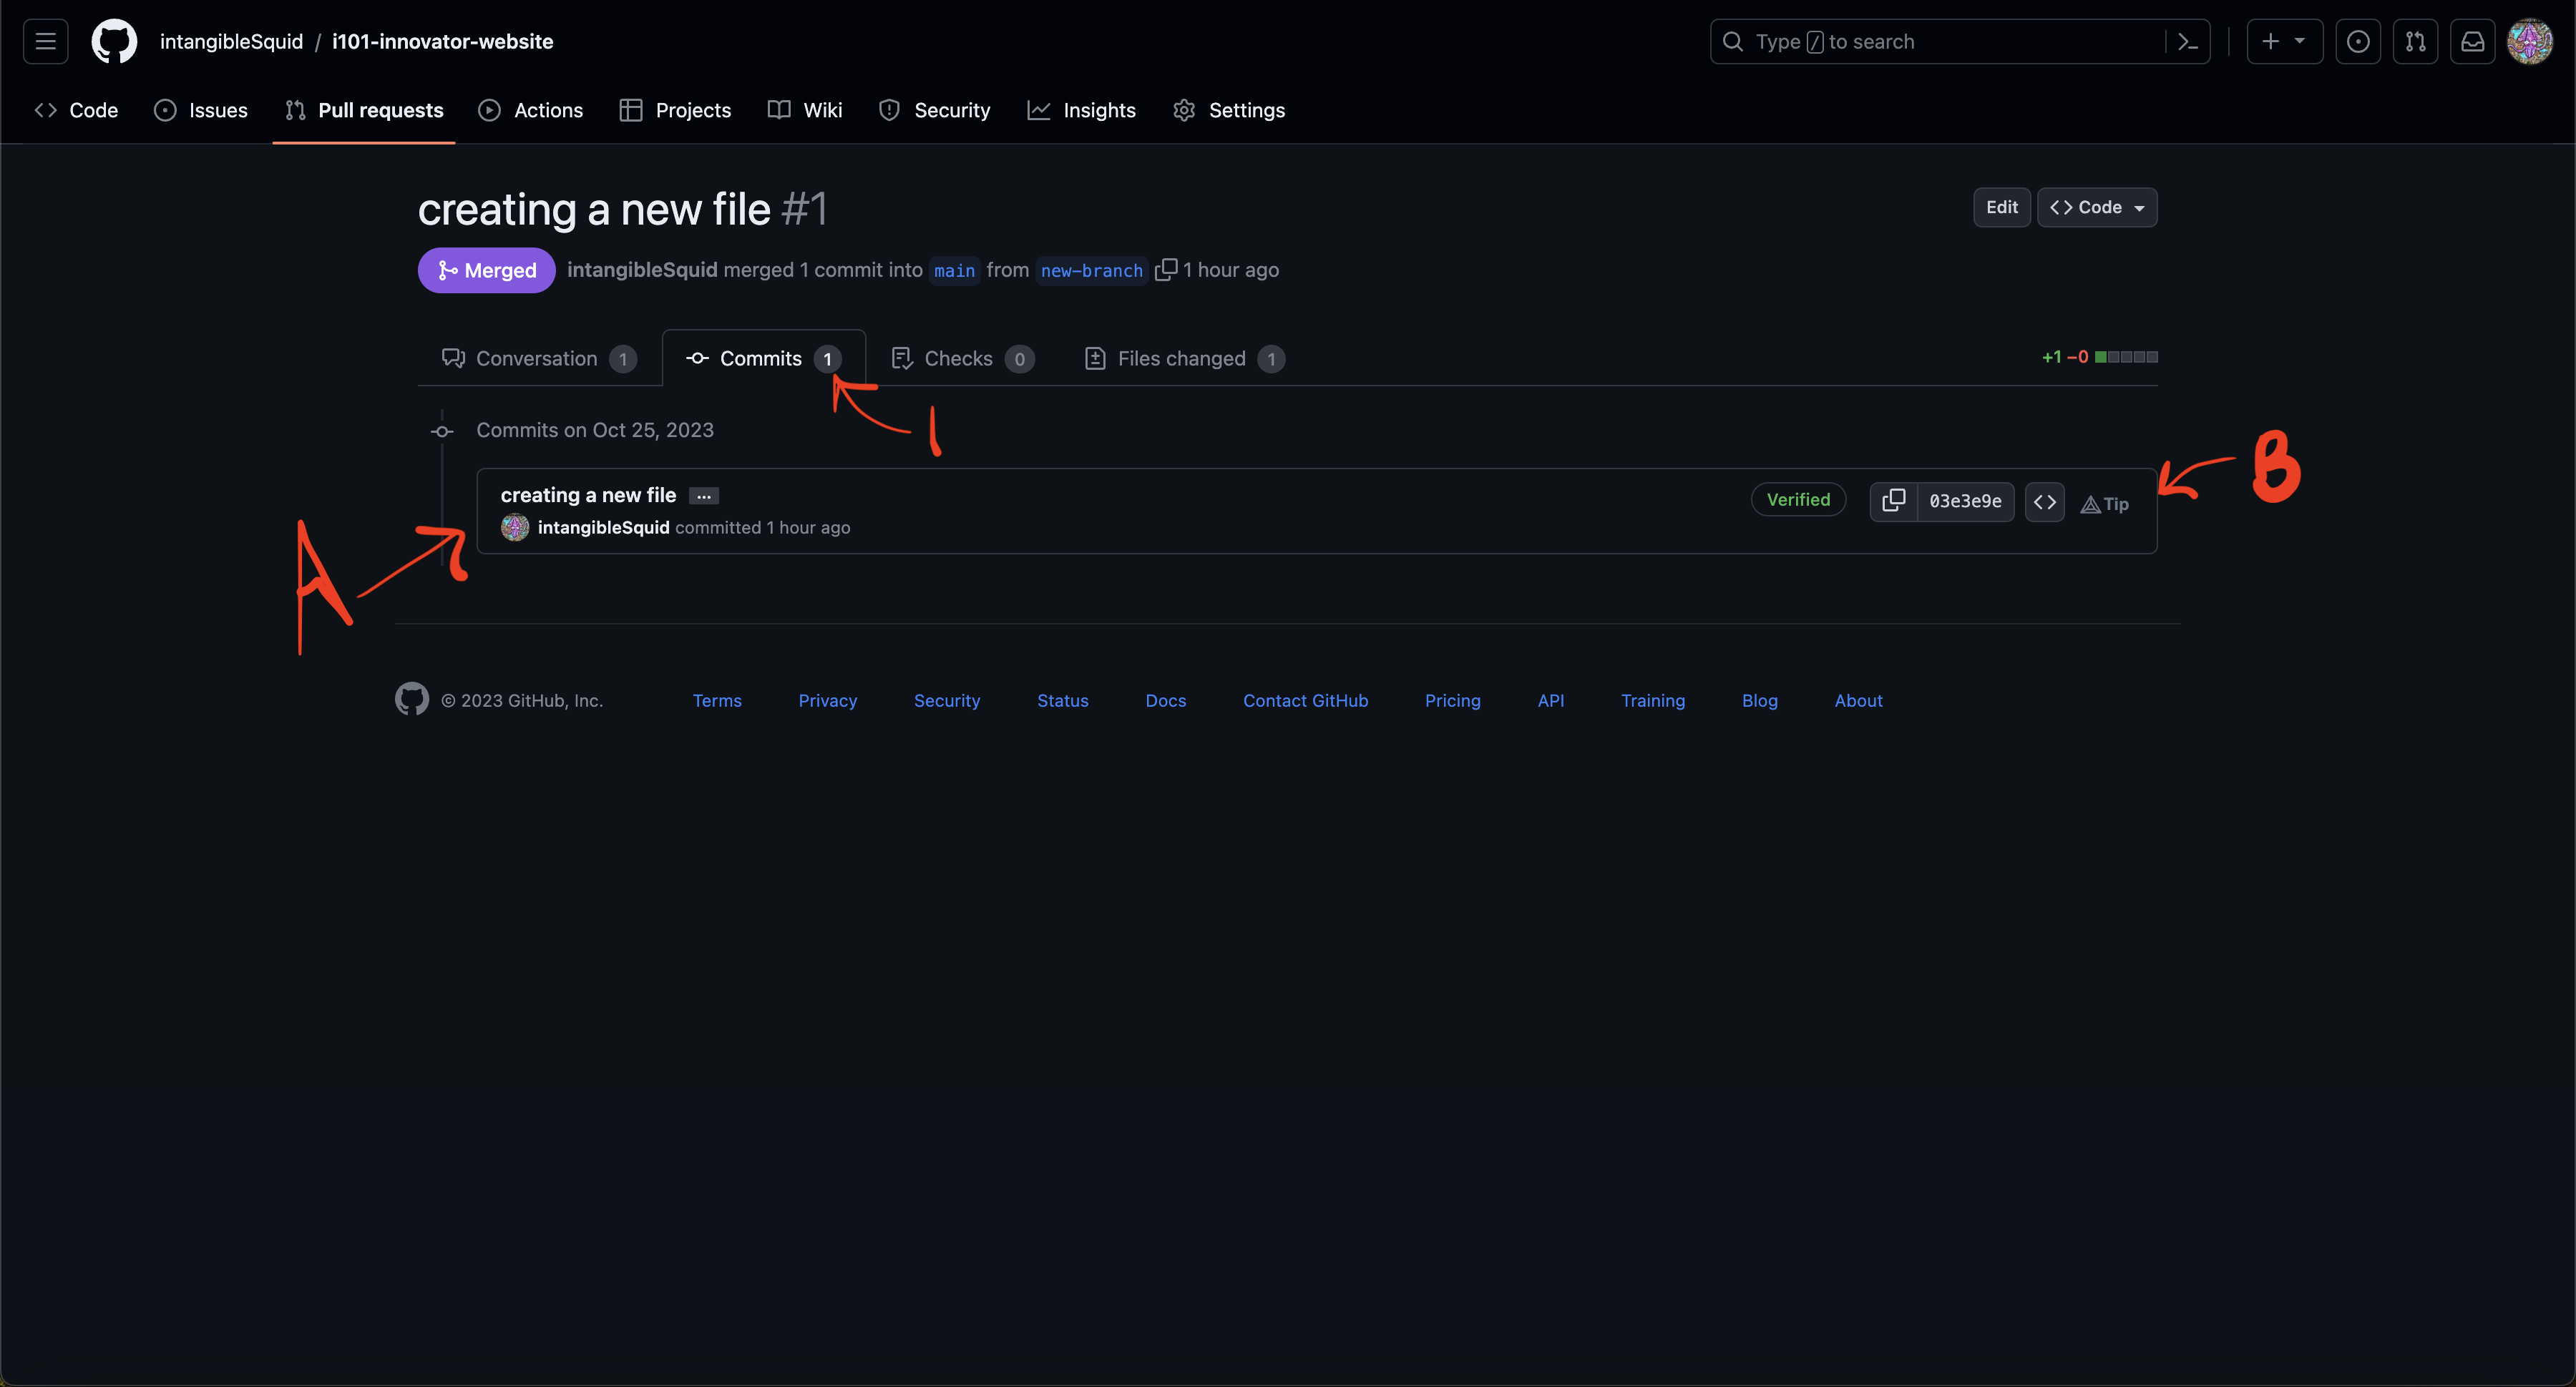 intangibleSquid / i101-innovator-website
Type / to search
Code Issues Pull requests Actions Projects Wiki Security Insights Settings
creating a new file #1
Edit Code
Merged intangibleSquid merged 1 commit into main from new-branch 1 hour ago
Conversation 1 Commits 1 Checks 0 Files changed 1 +1 −0
1
Commits on Oct 25, 2023
B
creating a new file ...
Verified 03e3e9e Tip
intangibleSquid committed 1 hour ago
A
© 2023 GitHub, Inc. Terms Privacy Security Status Docs Contact GitHub Pricing API Training Blog About